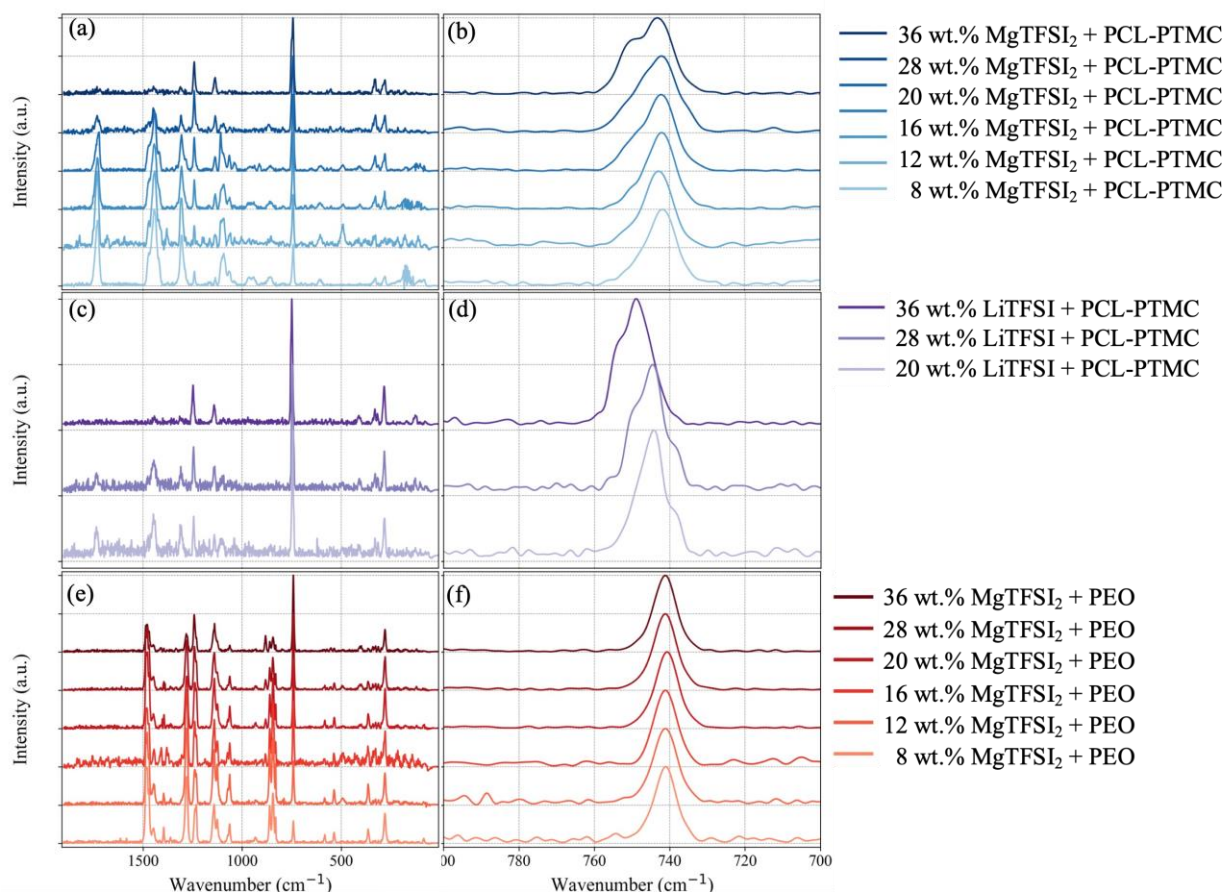 (a)
(b)
Intensity (a.u.)
36 wt.% MgTFSI₂ + PCL-PTMC
28 wt.% MgTFSI₂ + PCL-PTMC
20 wt.% MgTFSI₂ + PCL-PTMC
16 wt.% MgTFSI₂ + PCL-PTMC
12 wt.% MgTFSI₂ + PCL-PTMC
8 wt.% MgTFSI₂ + PCL-PTMC
(c)
(d)
Intensity (a.u.)
36 wt.% LiTFSI + PCL-PTMC
28 wt.% LiTFSI + PCL-PTMC
20 wt.% LiTFSI + PCL-PTMC
(e)
(f)
Intensity (a.u.)
36 wt.% MgTFSI₂ + PEO
28 wt.% MgTFSI₂ + PEO
20 wt.% MgTFSI₂ + PEO
16 wt.% MgTFSI₂ + PEO
12 wt.% MgTFSI₂ + PEO
8 wt.% MgTFSI₂ + PEO
1500 1000 500 00 780 760 740 720 700
Wavenumber (cm⁻¹) Wavenumber (cm⁻¹)